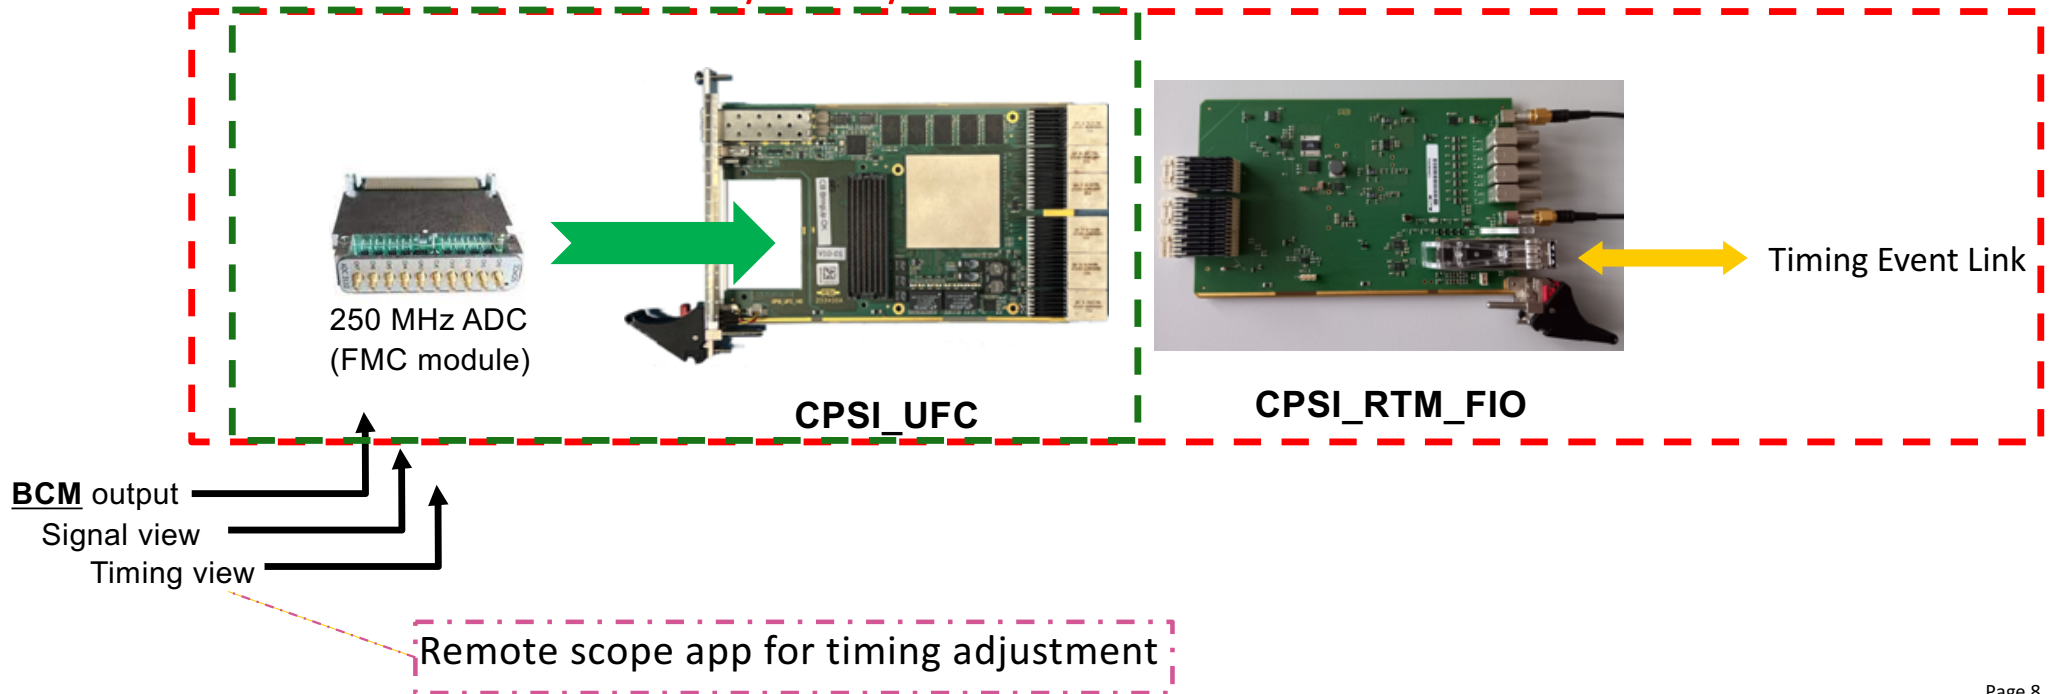 250 MHz ADC
(FMC module)
CPSI_UFC
CPSI_RTM_FIO
Timing Event Link
BCM output
Signal view
Timing view
Remote scope app for timing adjustment
Page 8